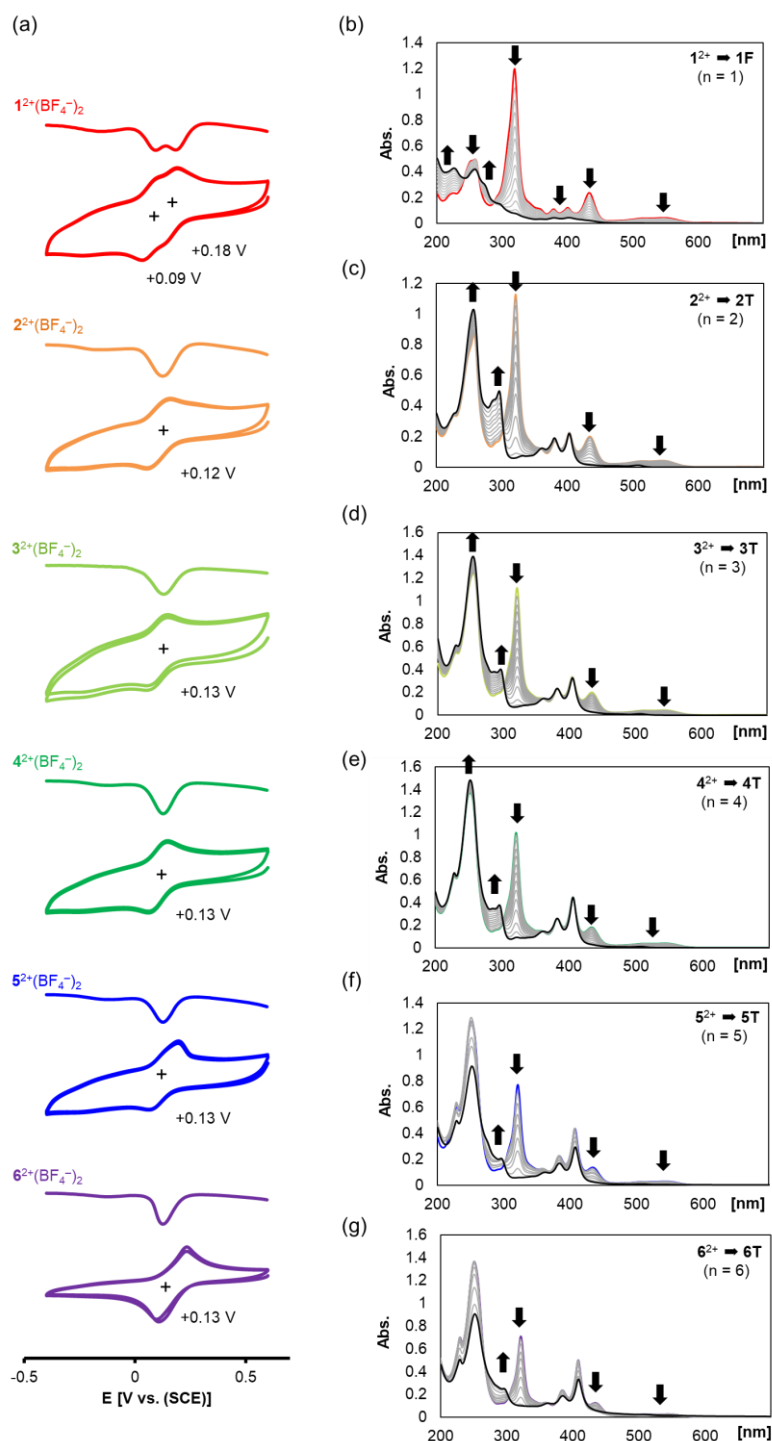 (a)
1²⁺(BF₄⁻)₂
+0.18 V
+0.09 V
2²⁺(BF₄⁻)₂
+0.12 V
3²⁺(BF₄⁻)₂
+0.13 V
4²⁺(BF₄⁻)₂
+0.13 V
5²⁺(BF₄⁻)₂
+0.13 V
6²⁺(BF₄⁻)₂
+0.13 V
-0.5 0 0.5
E [V vs. (SCE)]
(b)
1²⁺ ➡ 1F
(n = 1)
Abs.
1.4
1.2
1
0.8
0.6
0.4
0.2
0
200 300 400 500 600 [nm]
(c)
2²⁺ ➡ 2T
(n = 2)
Abs.
1.2
1
0.8
0.6
0.4
0.2
0
200 300 400 500 600 [nm]
(d)
3²⁺ ➡ 3T
(n = 3)
Abs.
1.6
1.4
1.2
1
0.8
0.6
0.4
0.2
0
200 300 400 500 600 [nm]
(e)
4²⁺ ➡ 4T
(n = 4)
Abs.
1.6
1.4
1.2
1
0.8
0.6
0.4
0.2
0
200 300 400 500 600 [nm]
(f)
5²⁺ ➡ 5T
(n = 5)
Abs.
1.6
1.4
1.2
1
0.8
0.6
0.4
0.2
0
200 300 400 500 600 [nm]
(g)
6²⁺ ➡ 6T
(n = 6)
Abs.
1.6
1.4
1.2
1
0.8
0.6
0.4
0.2
0
200 300 400 500 600 [nm]